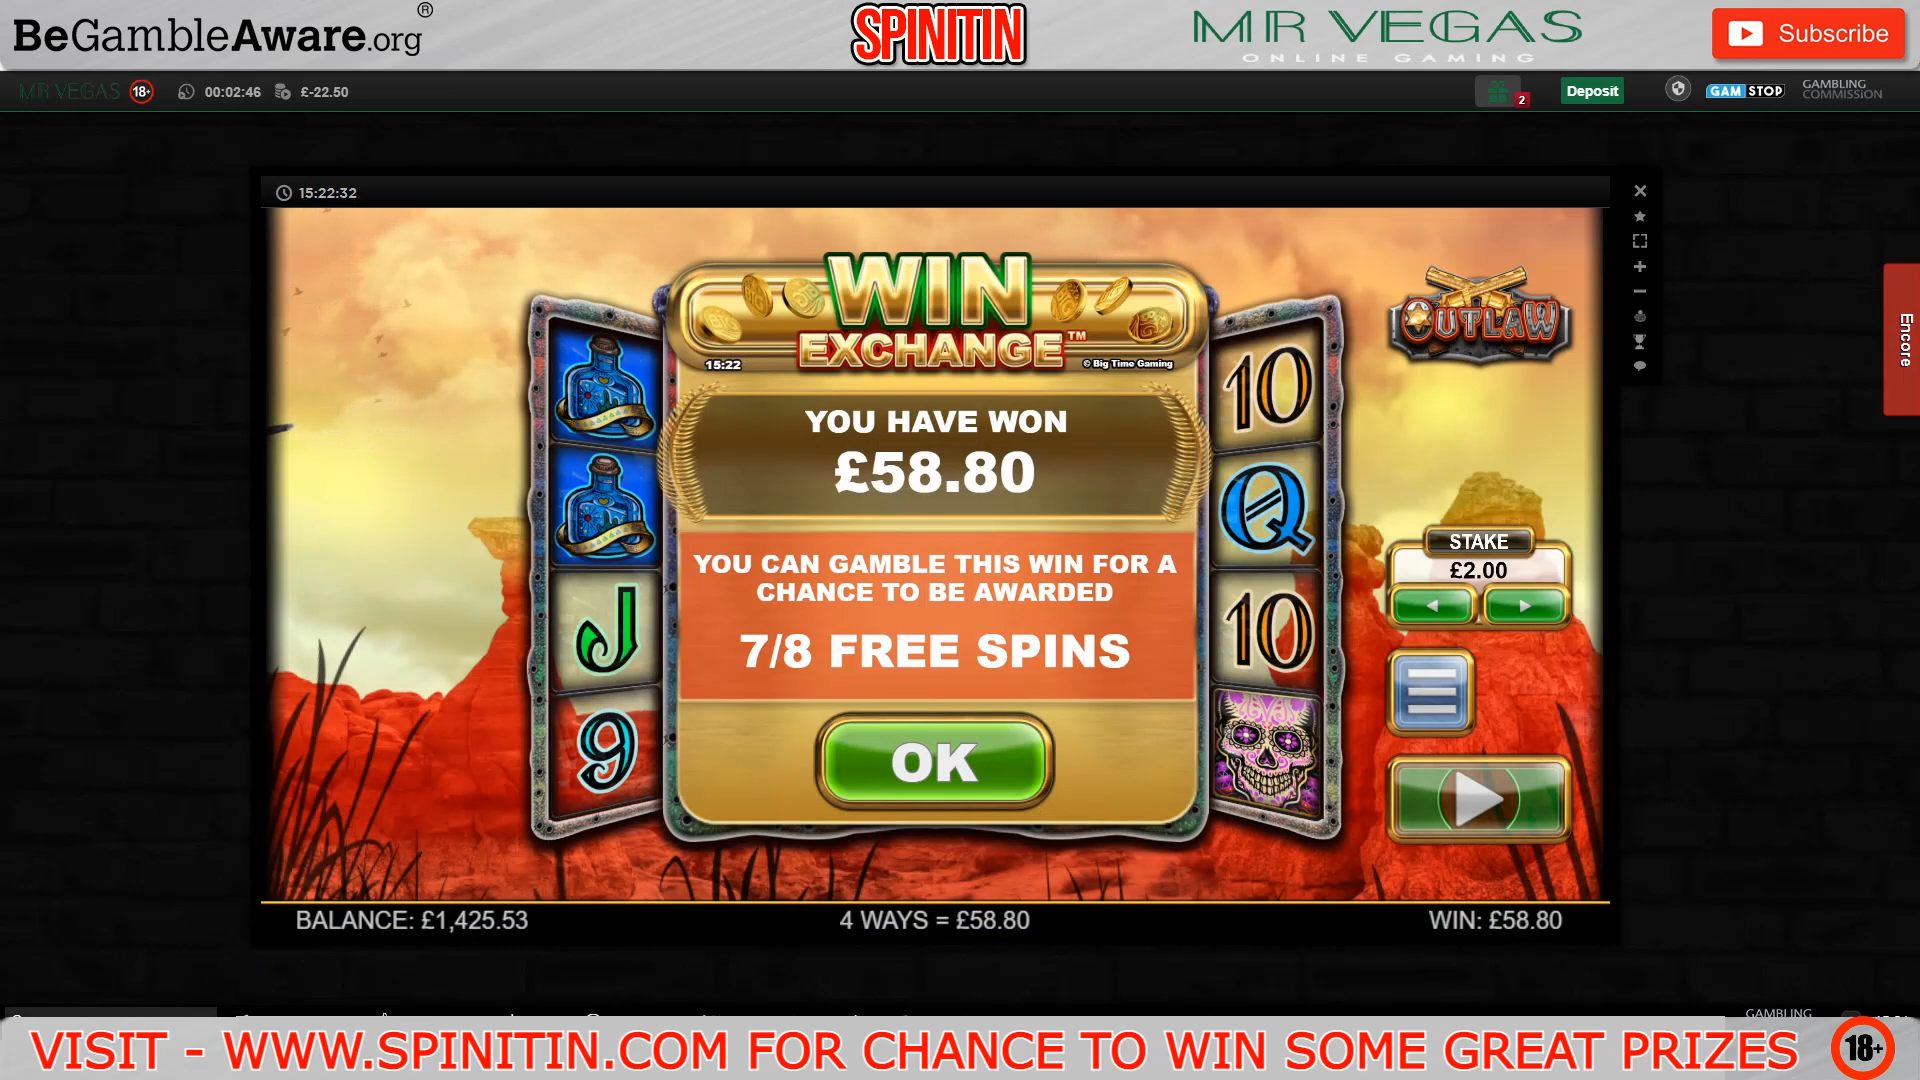 BeGambleAware.org®
SPINITIN
MR VEGAS
ONLINE GAMING
Subscribe
MR VEGAS 18+ 00:02:46 £-22.50
2
Deposit
GAMSTOP
GAMBLING
COMMISSION
15:22:32
WIN
EXCHANGE™
15:22
© Big Time Gaming
OUTLAW
Encore
YOU HAVE WON
£58.80
YOU CAN GAMBLE THIS WIN FOR A
CHANCE TO BE AWARDED
7/8 FREE SPINS
OK
J
9
10
Q
10
STAKE
£2.00
BALANCE: £1,425.53
4 WAYS = £58.80
WIN: £58.80
GAMBLING
VISIT - WWW.SPINITIN.COM FOR CHANCE TO WIN SOME GREAT PRIZES
18+